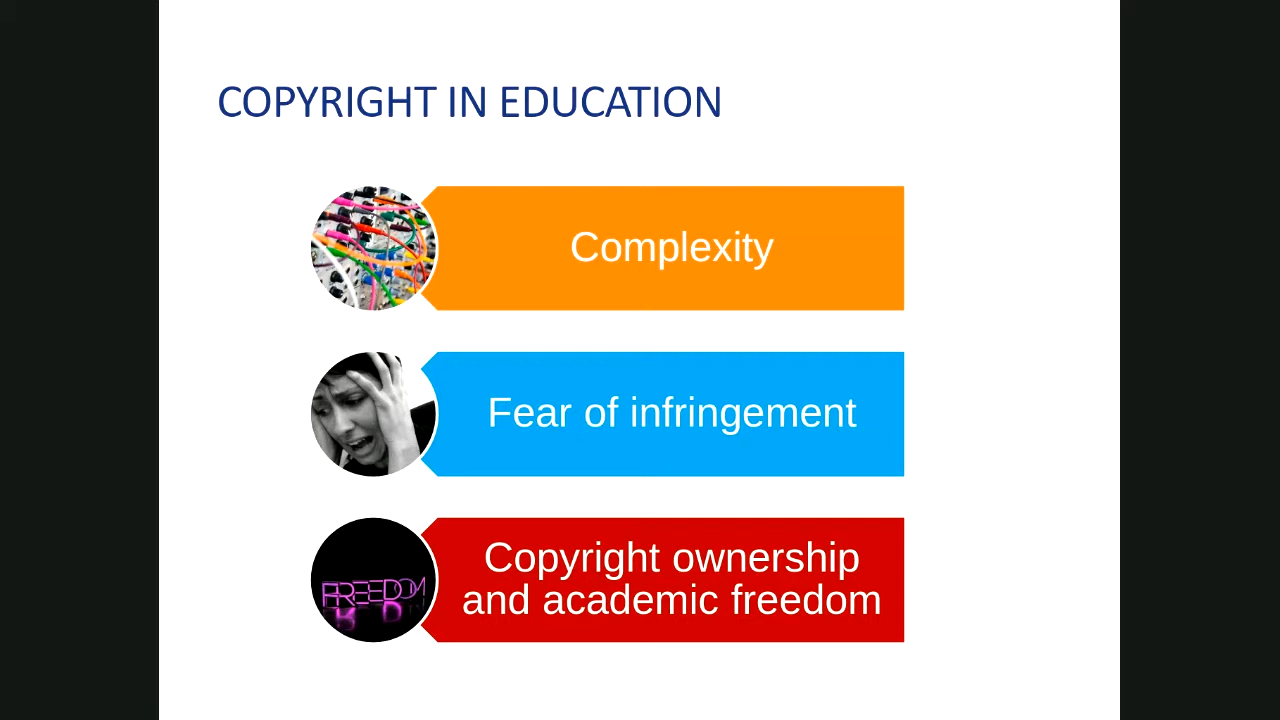 COPYRIGHT IN EDUCATION
Complexity
Fear of infringement
Copyright ownership
and academic freedom
FREEDOM